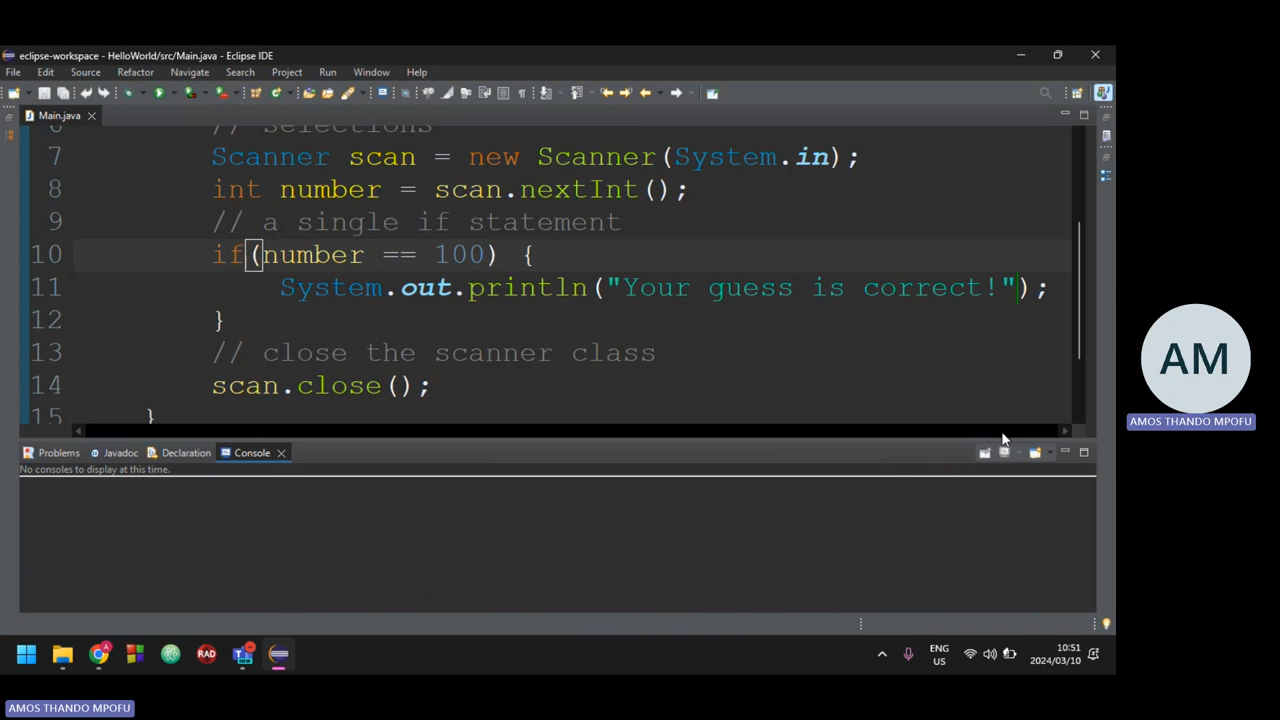 eclipse-workspace - HelloWorld/src/Main.java - Eclipse IDE
File Edit Source Refactor Navigate Search Project Run Window Help
Main.java
6 // Selections
7 Scanner scan = new Scanner(System.in);
8 int number = scan.nextInt();
9 // a single if statement
10 if(number == 100) {
11 System.out.println("Your guess is correct!");
12 }
13 // close the scanner class
14 scan.close();
15 }
AM
AMOS THANDO MPOFU
Problems Javadoc Declaration Console
No consoles to display at this time.
RAD
ENG
US
10:51
2024/03/10
AMOS THANDO MPOFU